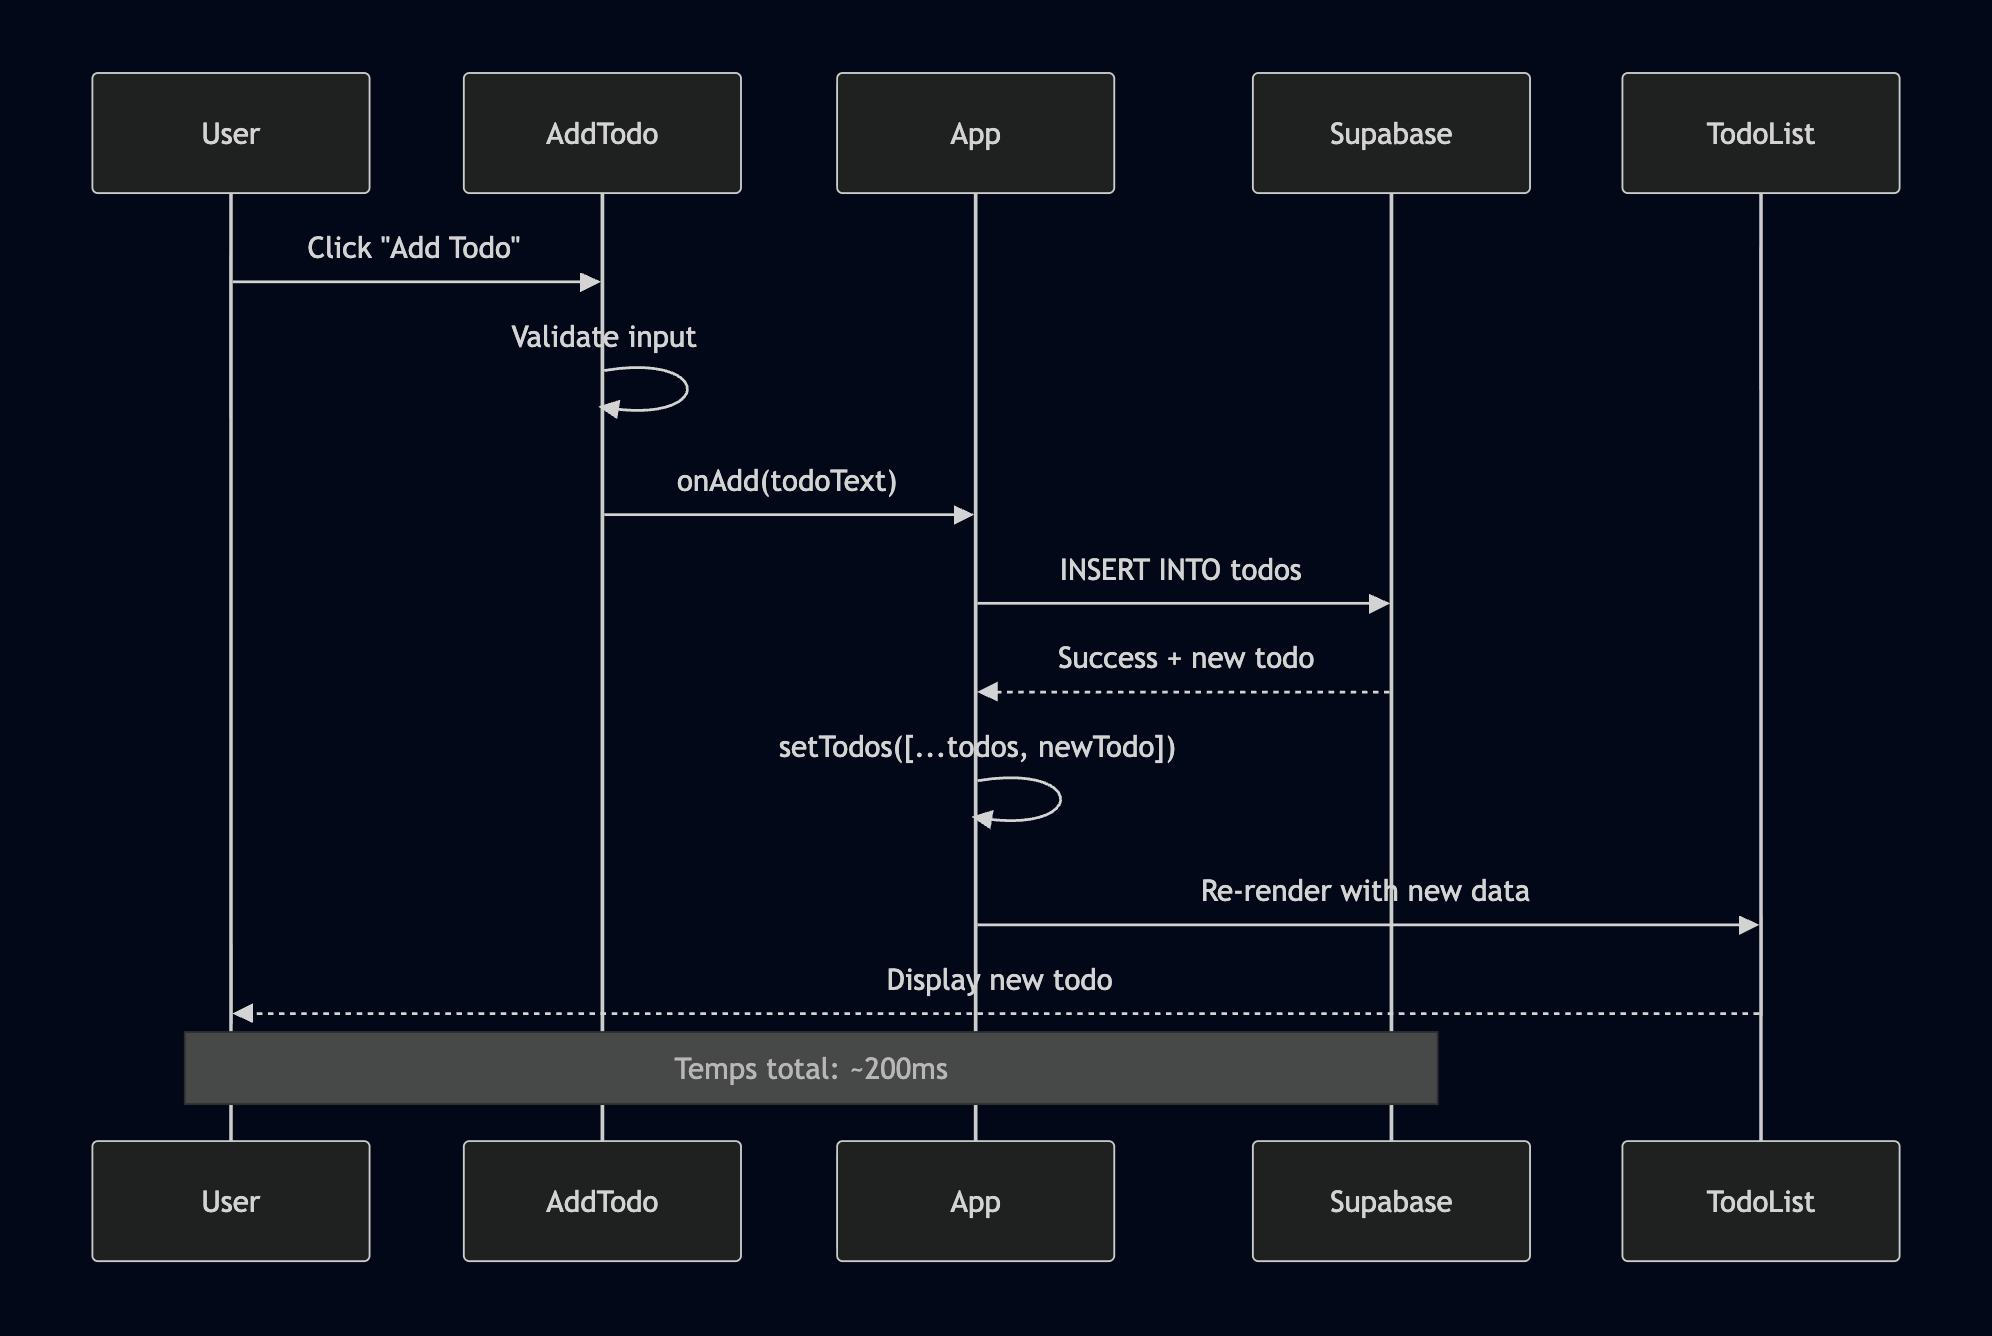 User
AddTodo
App
Supabase
TodoList
Click "Add Todo"
Validate input
onAdd(todoText)
INSERT INTO todos
Success + new todo
setTodos([...todos, newTodo])
Re-render with new data
Display new todo
Temps total: ~200ms
User
AddTodo
App
Supabase
TodoList